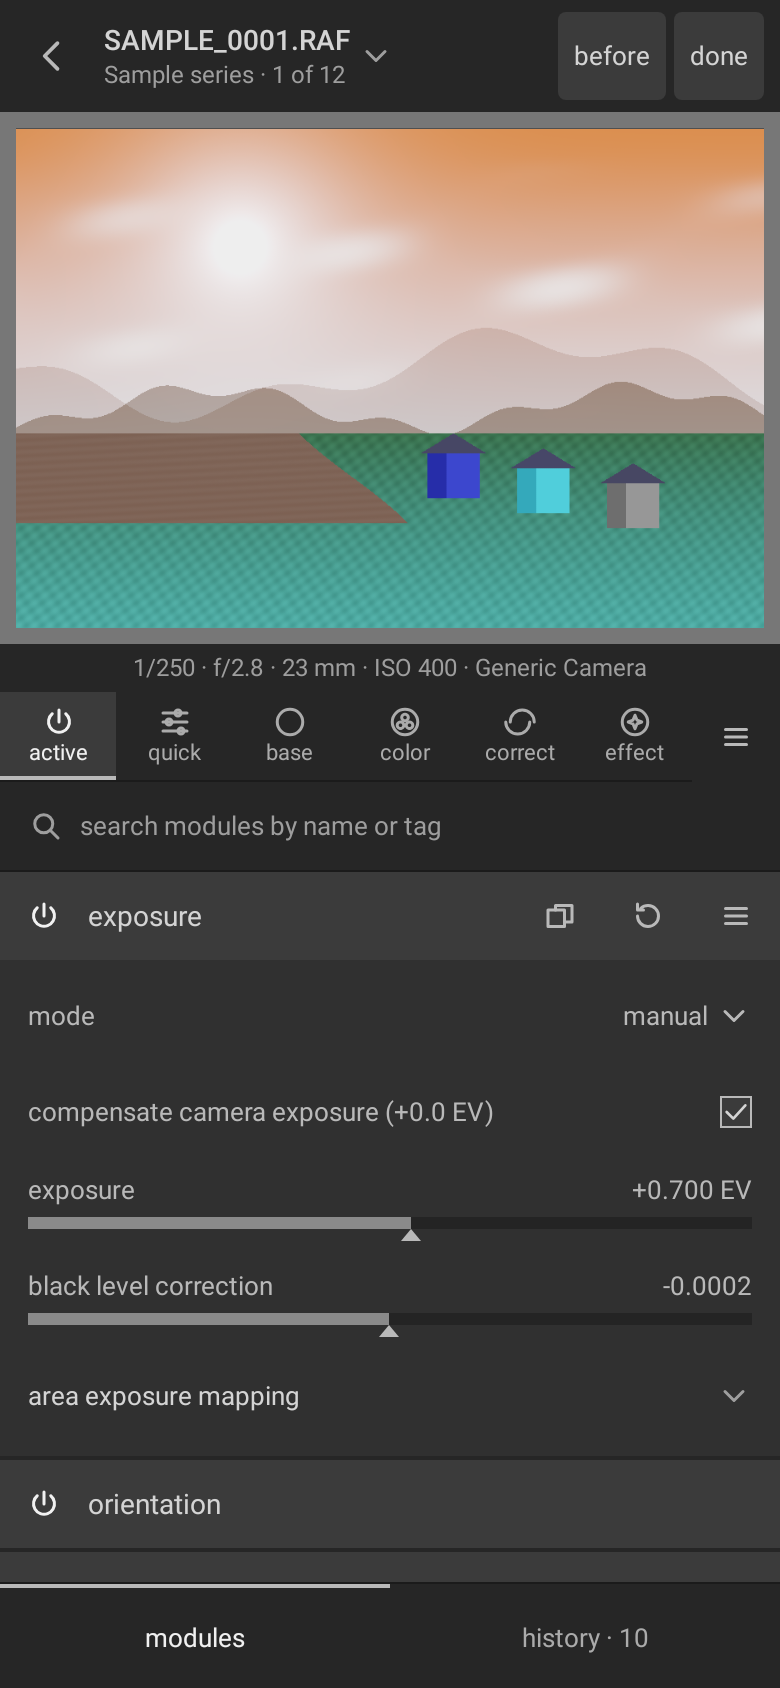 SAMPLE_0001.RAF
Sample series · 1 of 12
before
done
1/250 · f/2.8 · 23 mm · ISO 400 · Generic Camera
active
quick
base
color
correct
effect
search modules by name or tag
exposure
mode
manual
compensate camera exposure (+0.0 EV)
exposure
+0.700 EV
black level correction
-0.0002
area exposure mapping
orientation
modules
history · 10